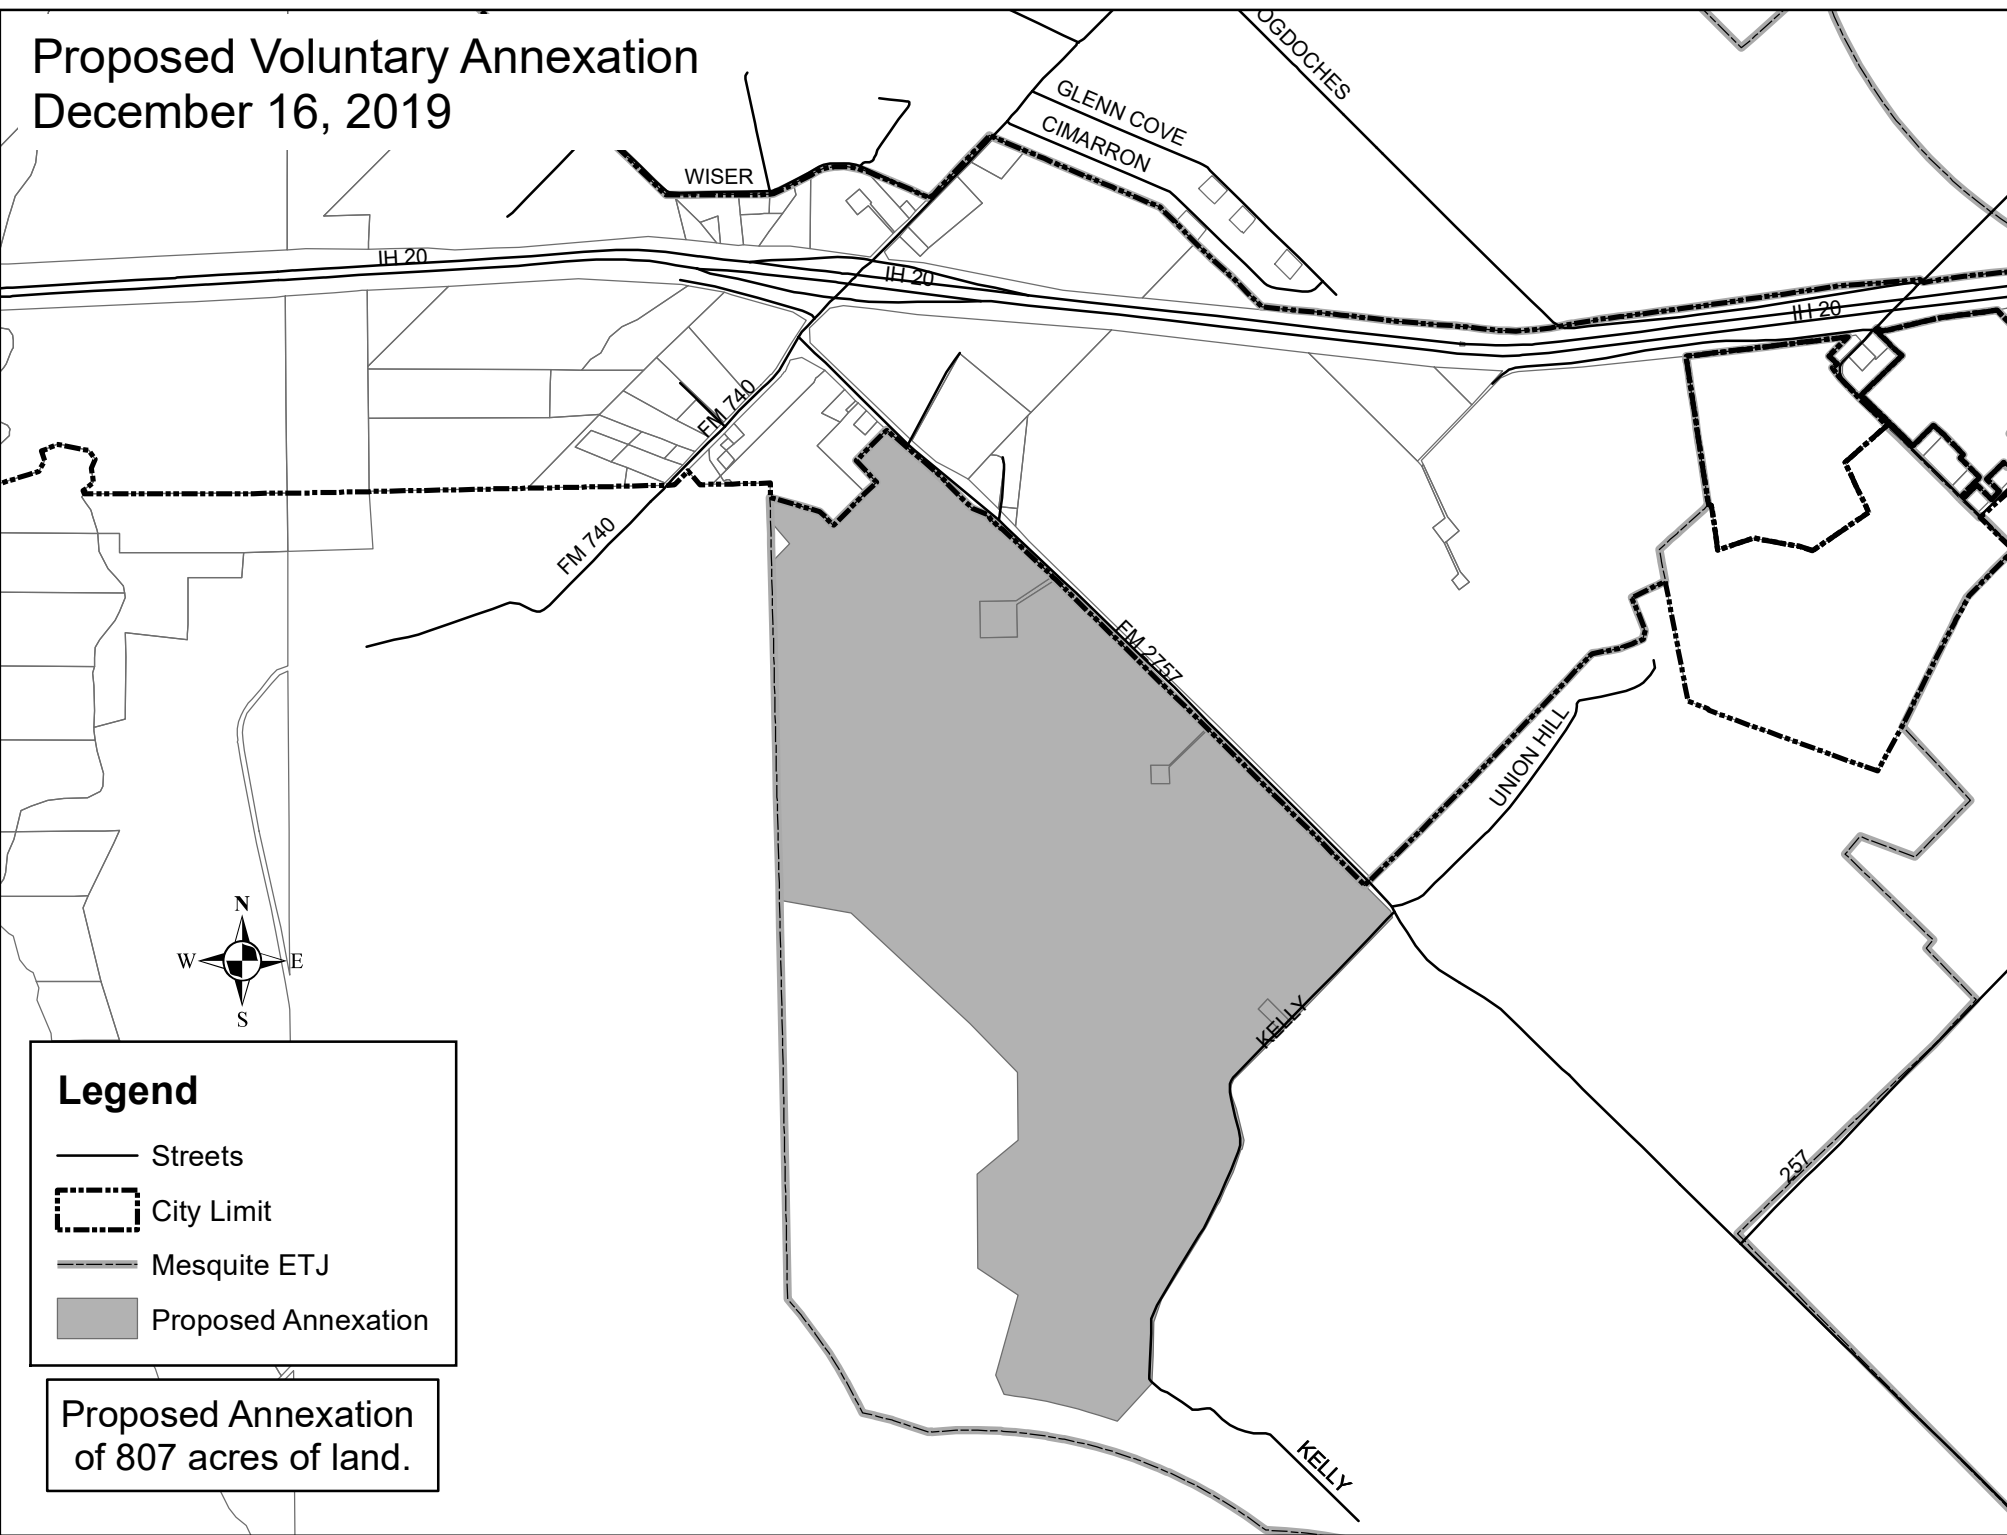 Proposed Voluntary Annexation
December 16, 2019
OGDOCHES
GLENN COVE
CIMARRON
WISER
IH 20
IH 20
IH 20
FM 740
FM 740
FM 2757
UNION HILL
KELLY
257
KELLY
N
W E
S
Legend
Streets
City Limit
Mesquite ETJ
Proposed Annexation
Proposed Annexation
of 807 acres of land.